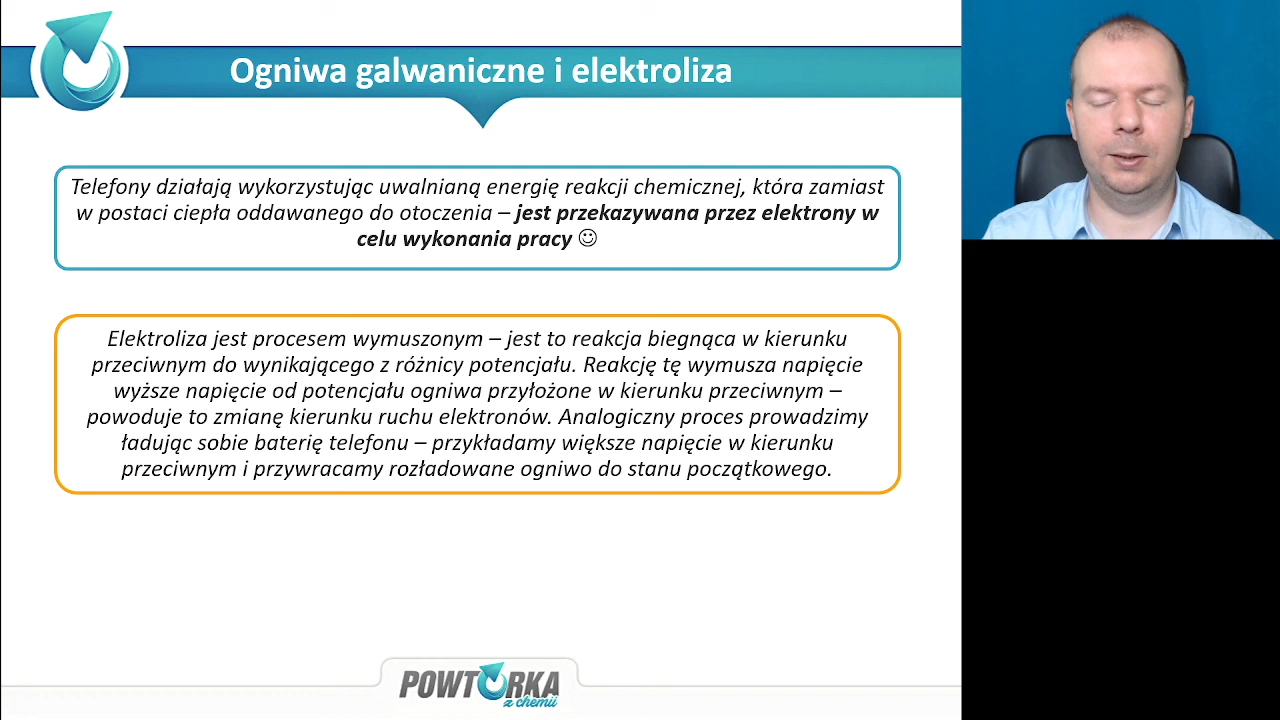 Ogniwa galwaniczne i elektroliza
Telefony działają wykorzystując uwalnianą energię reakcji chemicznej, która zamiast
w postaci ciepła oddawanego do otoczenia – jest przekazywana przez elektrony w
celu wykonania pracy ☺
Elektroliza jest procesem wymuszonym – jest to reakcja biegnąca w kierunku
przeciwnym do wynikającego z różnicy potencjału. Reakcję tę wymusza napięcie
wyższe napięcie od potencjału ogniwa przyłożone w kierunku przeciwnym –
powoduje to zmianę kierunku ruchu elektronów. Analogiczny proces prowadzimy
ładując sobie baterię telefonu – przykładamy większe napięcie w kierunku
przeciwnym i przywracamy rozładowane ogniwo do stanu początkowego.
POWTÓRKA
z chemii